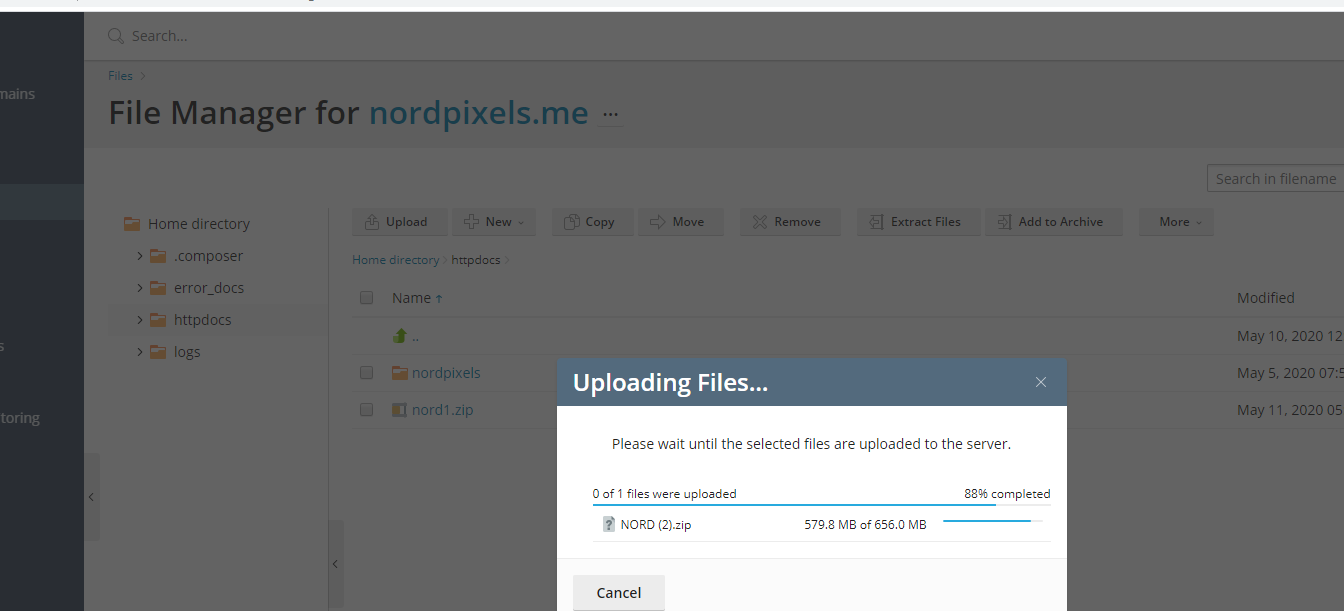 Search...
Files >
File Manager for nordpixels.me ...
Search in filename
Home directory
.composer
error_docs
httpdocs
logs
Upload New Copy Move Remove Extract Files Add to Archive More
Home directory > httpdocs >
Name ↑ Modified
.. May 10, 2020 12
nordpixels May 5, 2020 07:5
nord1.zip May 11, 2020 05
mains
s
toring
Uploading Files...
Please wait until the selected files are uploaded to the server.
0 of 1 files were uploaded 88% completed
NORD (2).zip 579.8 MB of 656.0 MB
Cancel